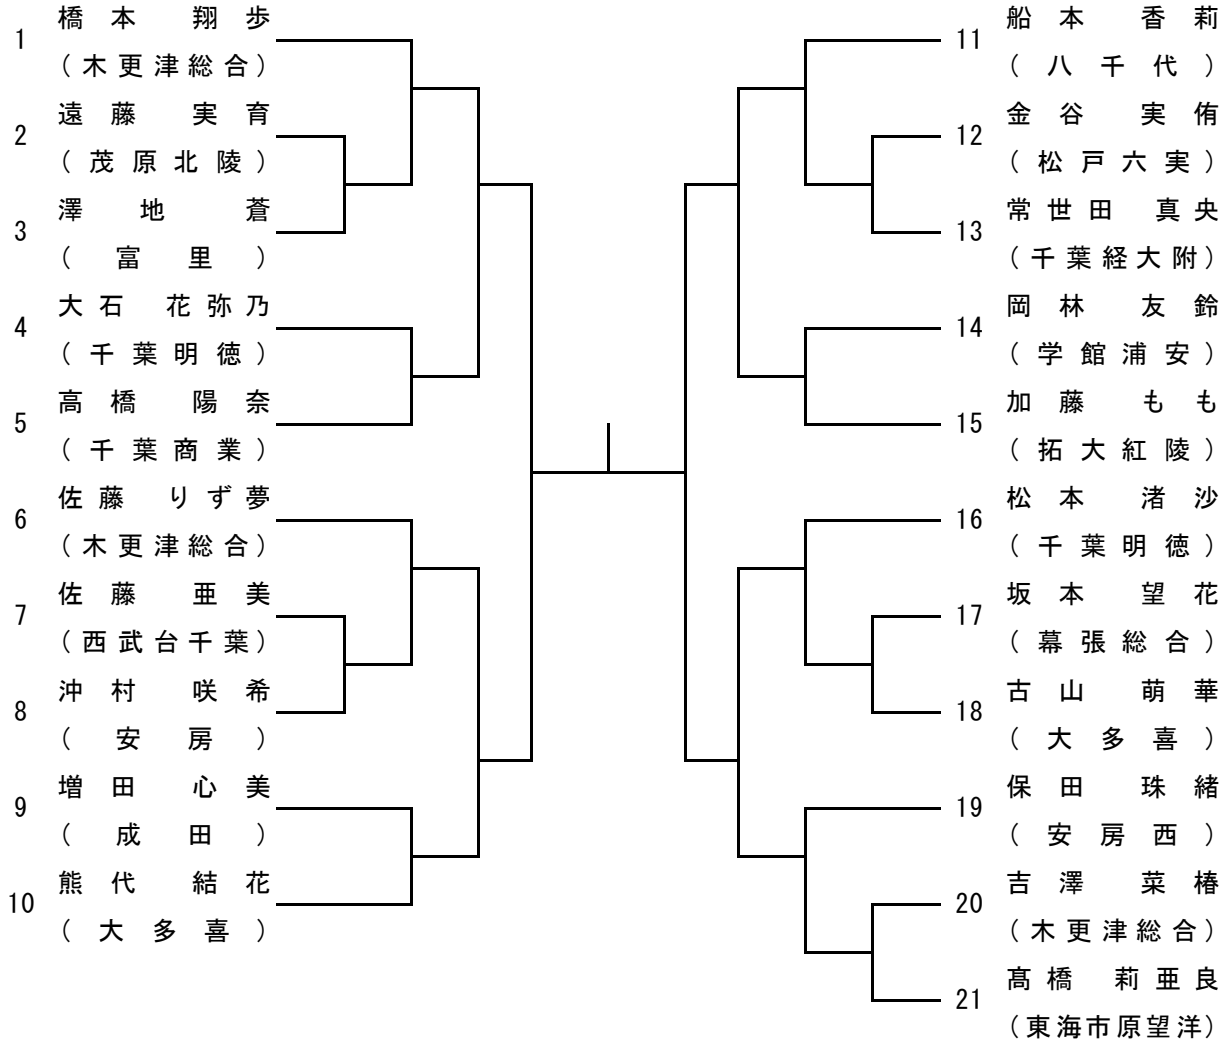 1 橋本 翔歩
(木更津総合)
2 遠藤 実育
(茂原北陵)
3 澤地 蒼
(富里)
4 大石 花弥乃
(千葉明徳)
5 高橋 陽奈
(千葉商業)
6 佐藤 りず夢
(木更津総合)
7 佐藤 亜美
(西武台千葉)
8 沖村 咲希
(安房)
9 増田 心美
(成田)
10 熊代 結花
(大多喜)
11 船本 香莉
(八千代)
12 金谷 実侑
(松戸六実)
13 常世田 真央
(千葉経大附)
14 岡林 友鈴
(学館浦安)
15 加藤 もも
(拓大紅陵)
16 松本 渚沙
(千葉明徳)
17 坂本 望花
(幕張総合)
18 古山 萌華
(大多喜)
19 保田 珠緒
(安房西)
20 吉澤 菜椿
(木更津総合)
21 髙橋 莉亜良
(東海市原望洋)